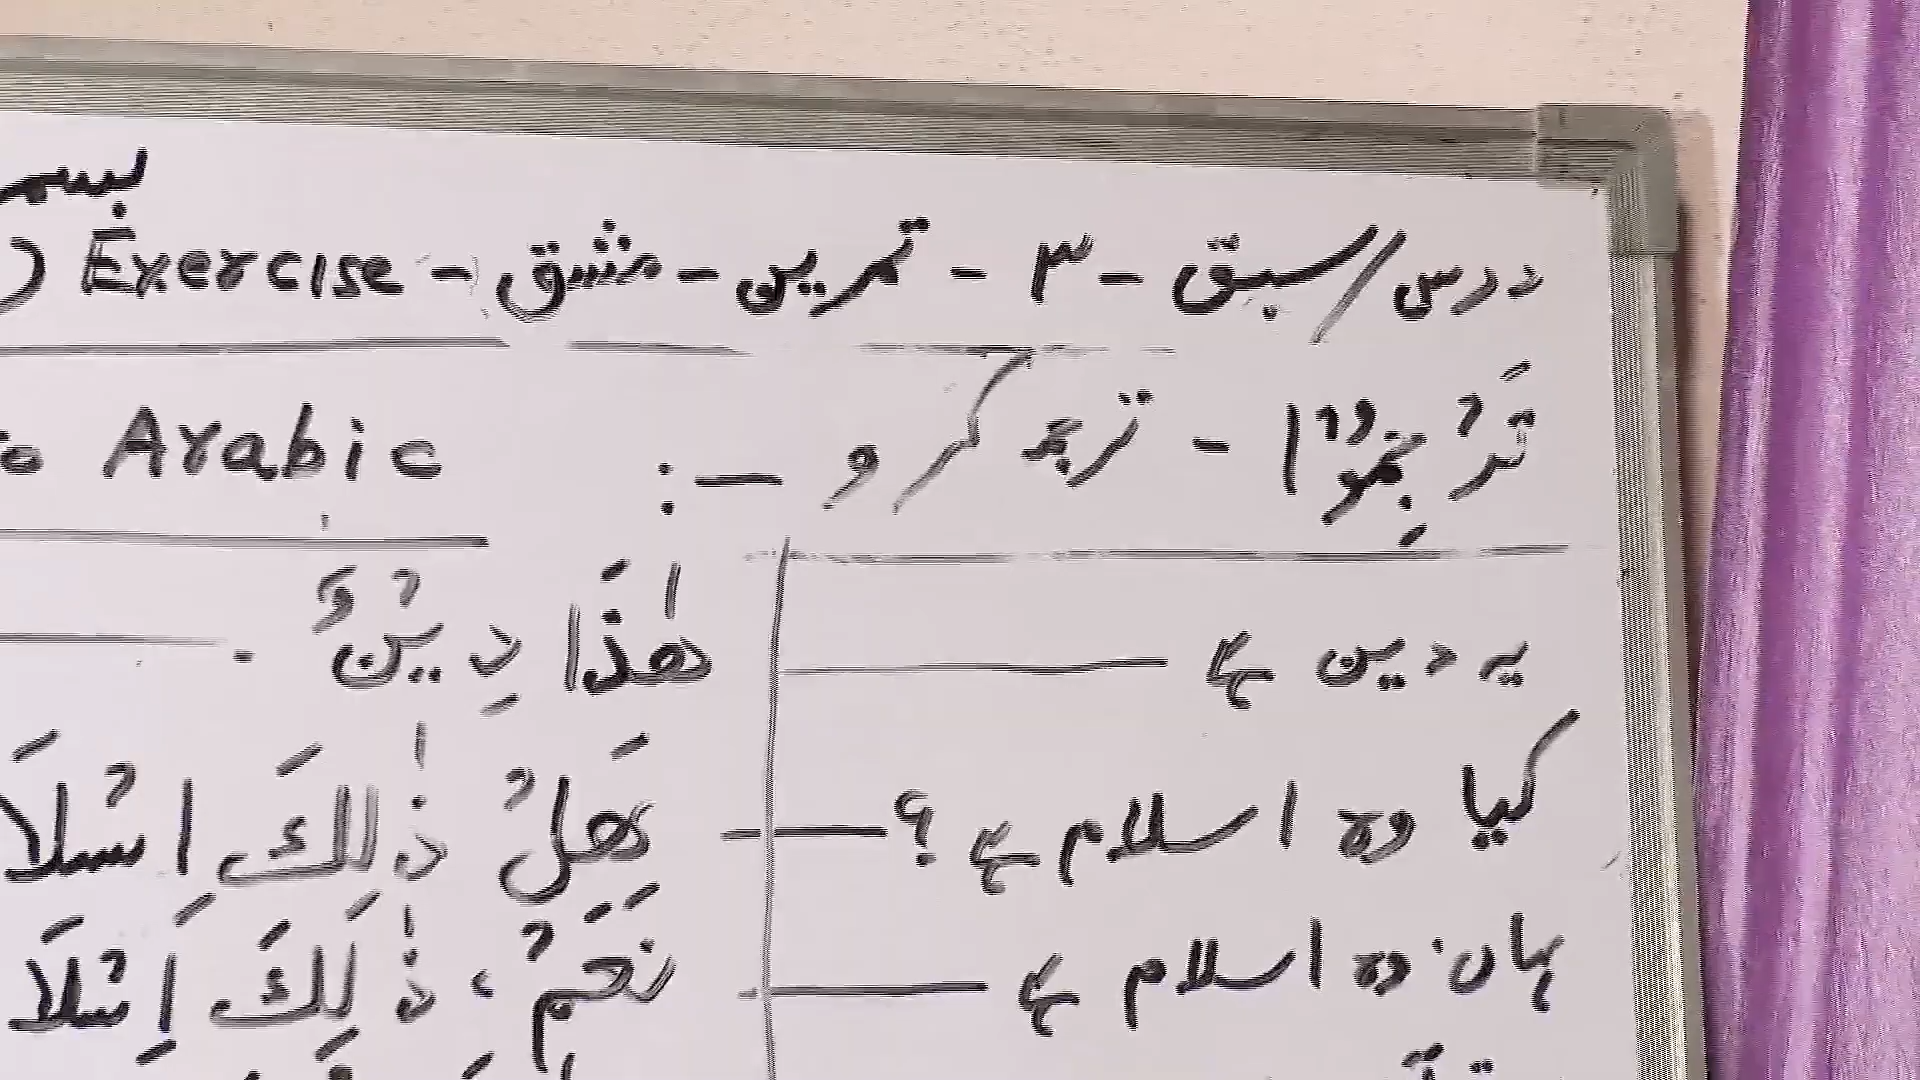 بسم
درس/سبق - ۳ - تمرین - مشق - Exercise (
تَرْجِمُوْا - ترجمہ کرو :—
o Arabic
یہ دین ہے — هٰذَا دِیْنٌ .
کیا وہ اسلام ہے ؟ — هَلْ ذٰلِكَ اِسْلَا
ہاں وہ اسلام ہے — نَعَمْ، ذٰلِكَ اِسْلَا